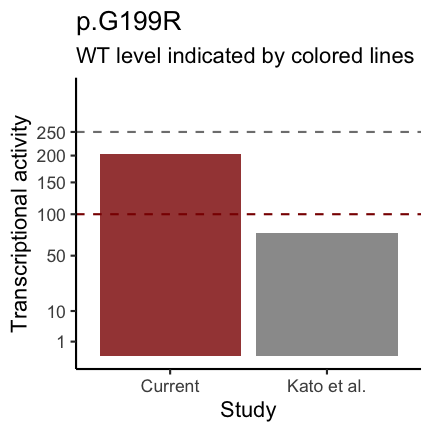 p.G199R
WT level indicated by colored lines
Transcriptional activity
250
200
150
100
50
10
1
Current
Kato et al.
Study